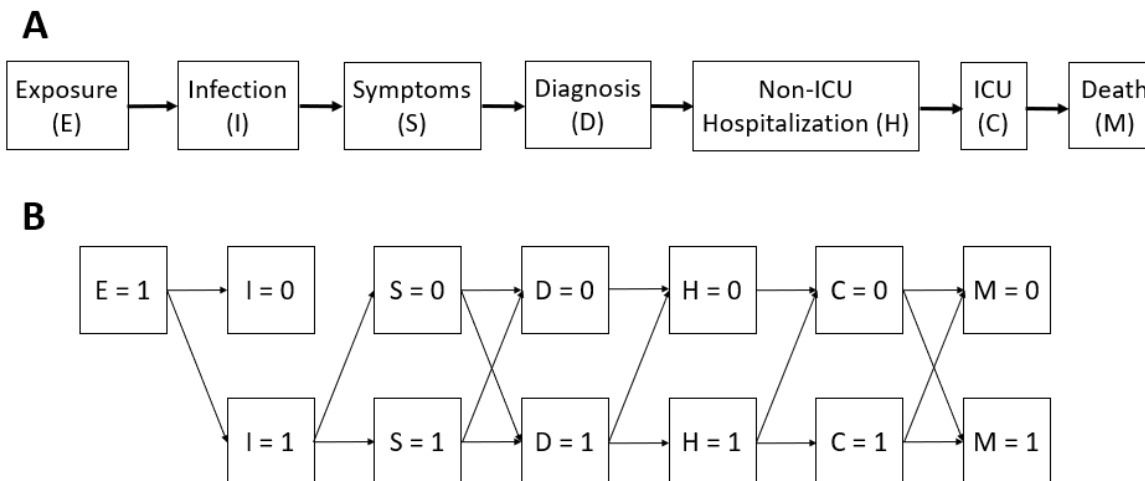 A
Exposure
(E)
Infection
(I)
Symptoms
(S)
Diagnosis
(D)
Non-ICU
Hospitalization (H)
ICU
(C)
Death
(M)
B
E = 1
I = 0
S = 0
D = 0
H = 0
C = 0
M = 0
I = 1
S = 1
D = 1
H = 1
C = 1
M = 1